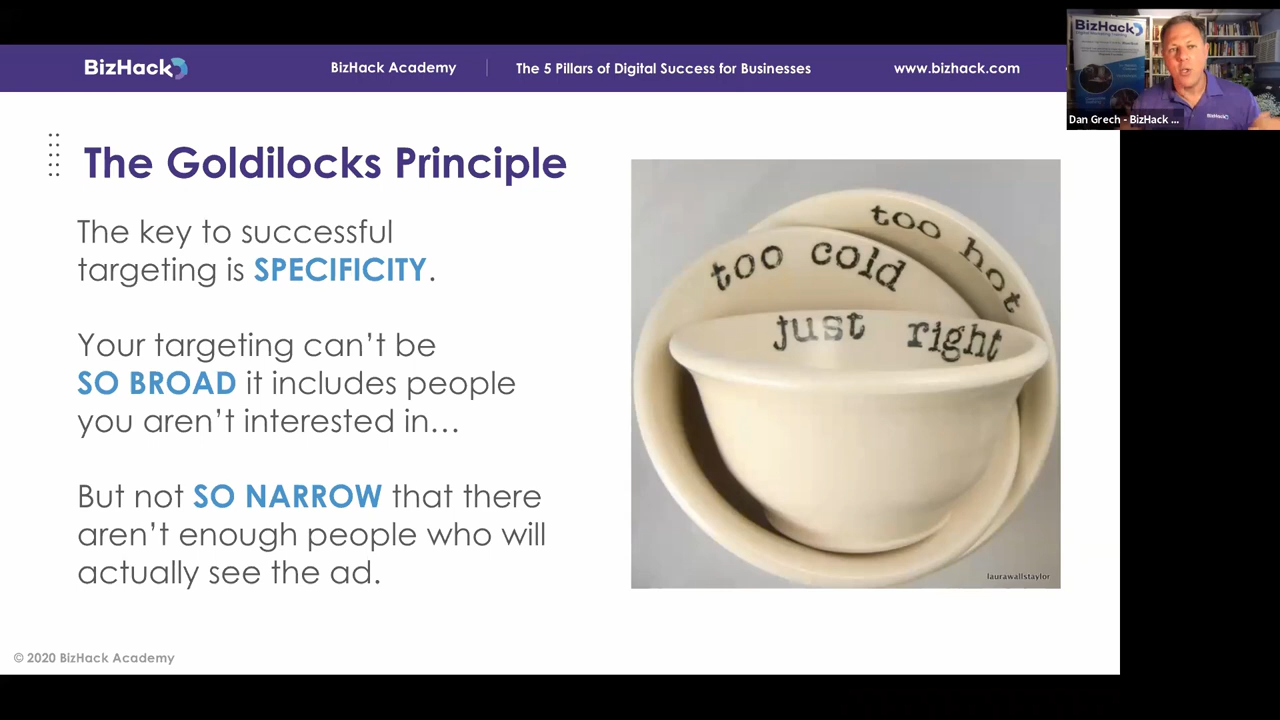 BizHack
BizHack Academy
The 5 Pillars of Digital Success for Businesses
www.bizhack.com
BizHack
Dan Grech - BizHack ...
BizHack
The Goldilocks Principle
The key to successful
targeting is SPECIFICITY.
Your targeting can’t be
SO BROAD it includes people
you aren’t interested in…
But not SO NARROW that there
aren’t enough people who will
actually see the ad.
too hot
too cold
just right
laurawallstaylor
© 2020 BizHack Academy